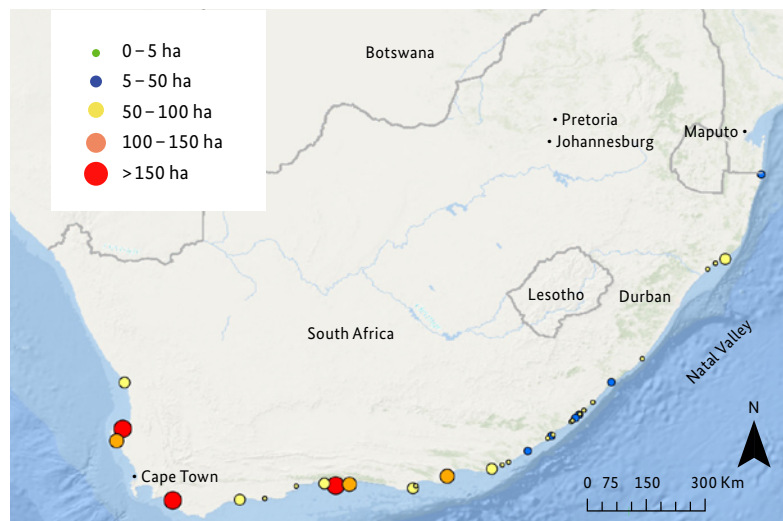 0 – 5 ha
5 – 50 ha
50 – 100 ha
100 – 150 ha
> 150 ha
Botswana
Pretoria
Johannesburg
Maputo
Lesotho
Durban
South Africa
Natal Valley
Cape Town
N
0 75 150 300 Km